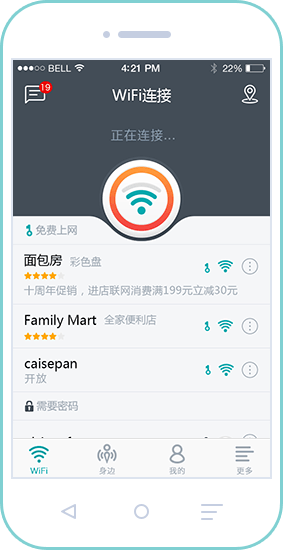 BELL 4:21 PM 22%
19
WiFi连接
正在连接...
免费上网
面包房 彩色盘
十周年促销，进店联网消费满199元立减30元
Family Mart 全家便利店
caisepan
开放
需要密码
WiFi 身边 我的 更多